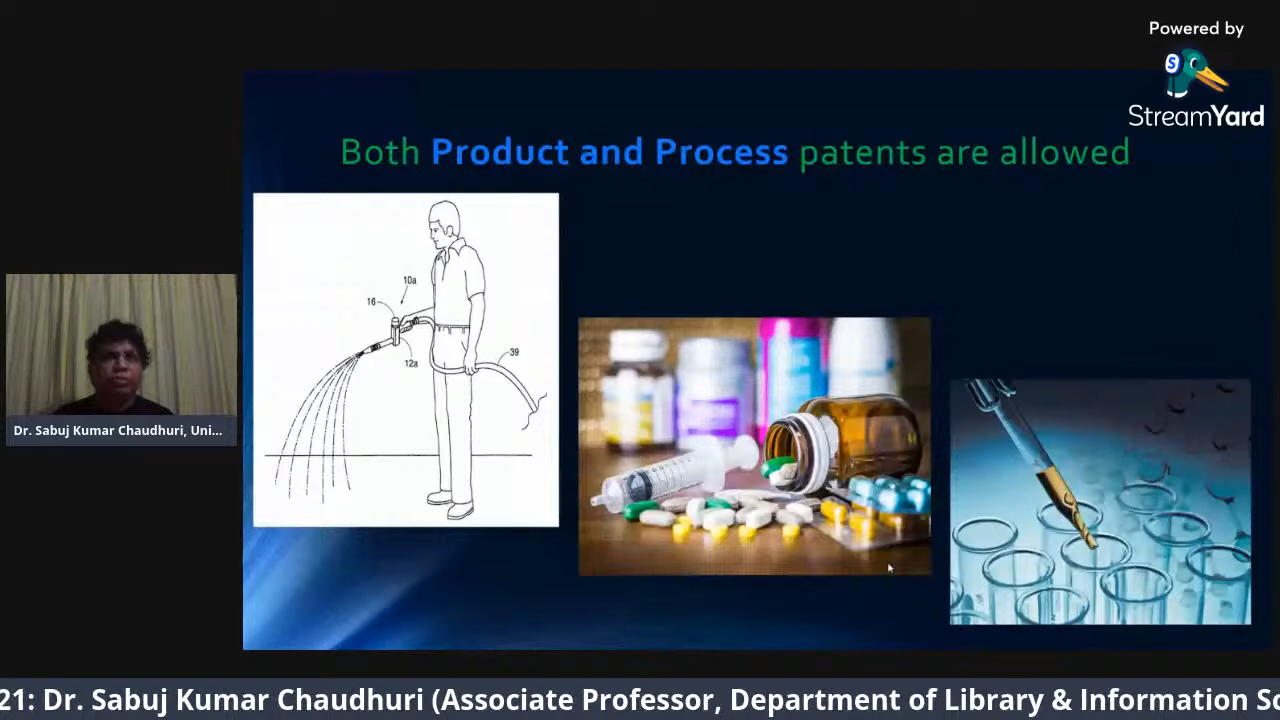 Powered by
S
StreamYard
Both Product and Process patents are allowed
10a
16
12a
39
Dr. Sabuj Kumar Chaudhuri, Uni...
21: Dr. Sabuj Kumar Chaudhuri (Associate Professor, Department of Library & Information Sc